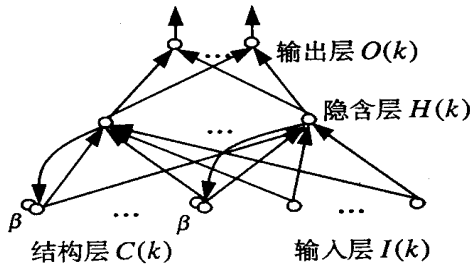 … 输出层 O(k)
… 隐含层 H(k)
β … β …
结构层 C(k) 输入层 I(k)